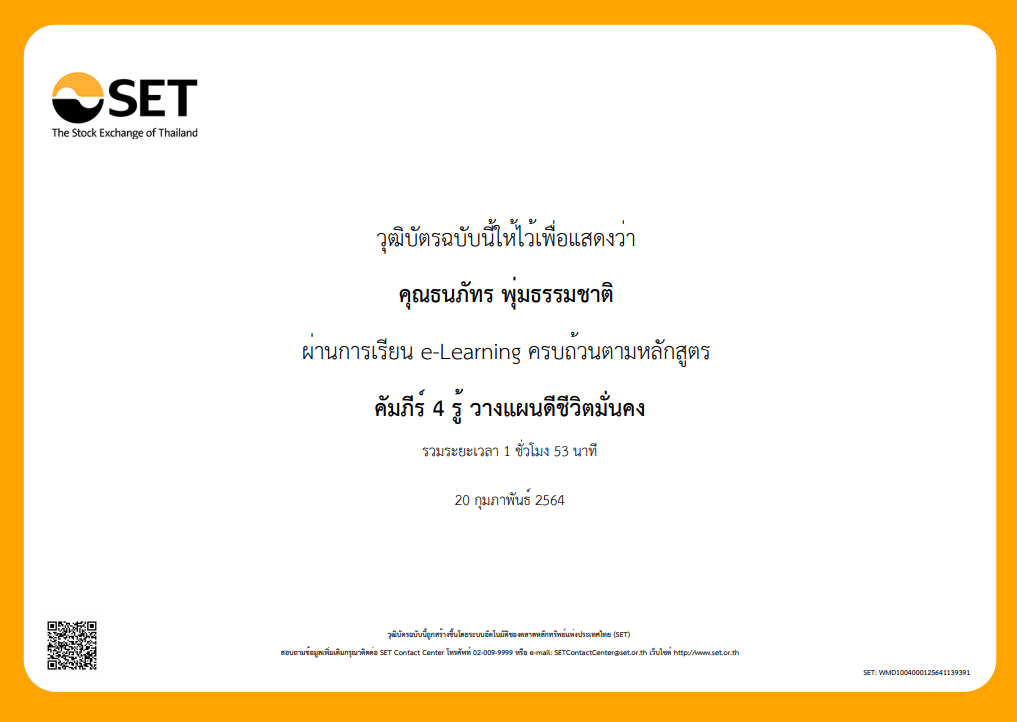 SET
The Stock Exchange of Thailand
วุฒิบัตรฉบับนี้ให้ไว้เพื่อแสดงว่า
คุณธนภัทร พุ่มธรรมชาติ
ผ่านการเรียน e-Learning ครบถ้วนตามหลักสูตร
คัมภีร์ 4 รู้ วางแผนดีชีวิตมั่นคง
รวมระยะเวลา 1 ชั่วโมง 53 นาที
20 กุมภาพันธ์ 2564
วุฒิบัตรฉบับนี้ถูกสร้างขึ้นโดยระบบอัตโนมัติของตลาดหลักทรัพย์แห่งประเทศไทย (SET)
สอบถามข้อมูลเพิ่มเติมกรุณาติดต่อ SET Contact Center โทรศัพท์ 02-009-9999 หรือ e-mail: SETContactCenter@set.or.th เว็บไซต์ http://www.set.or.th
SET: WMD1004000125641139391